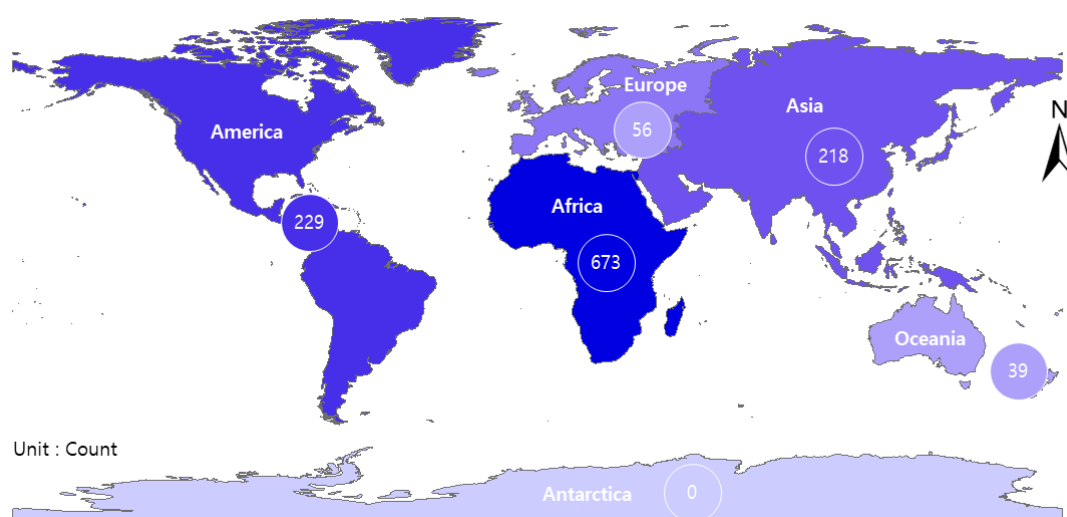 N
Europe
56
Asia
America
218
Africa
229
673
Oceania
39
Unit : Count
Antarctica
0